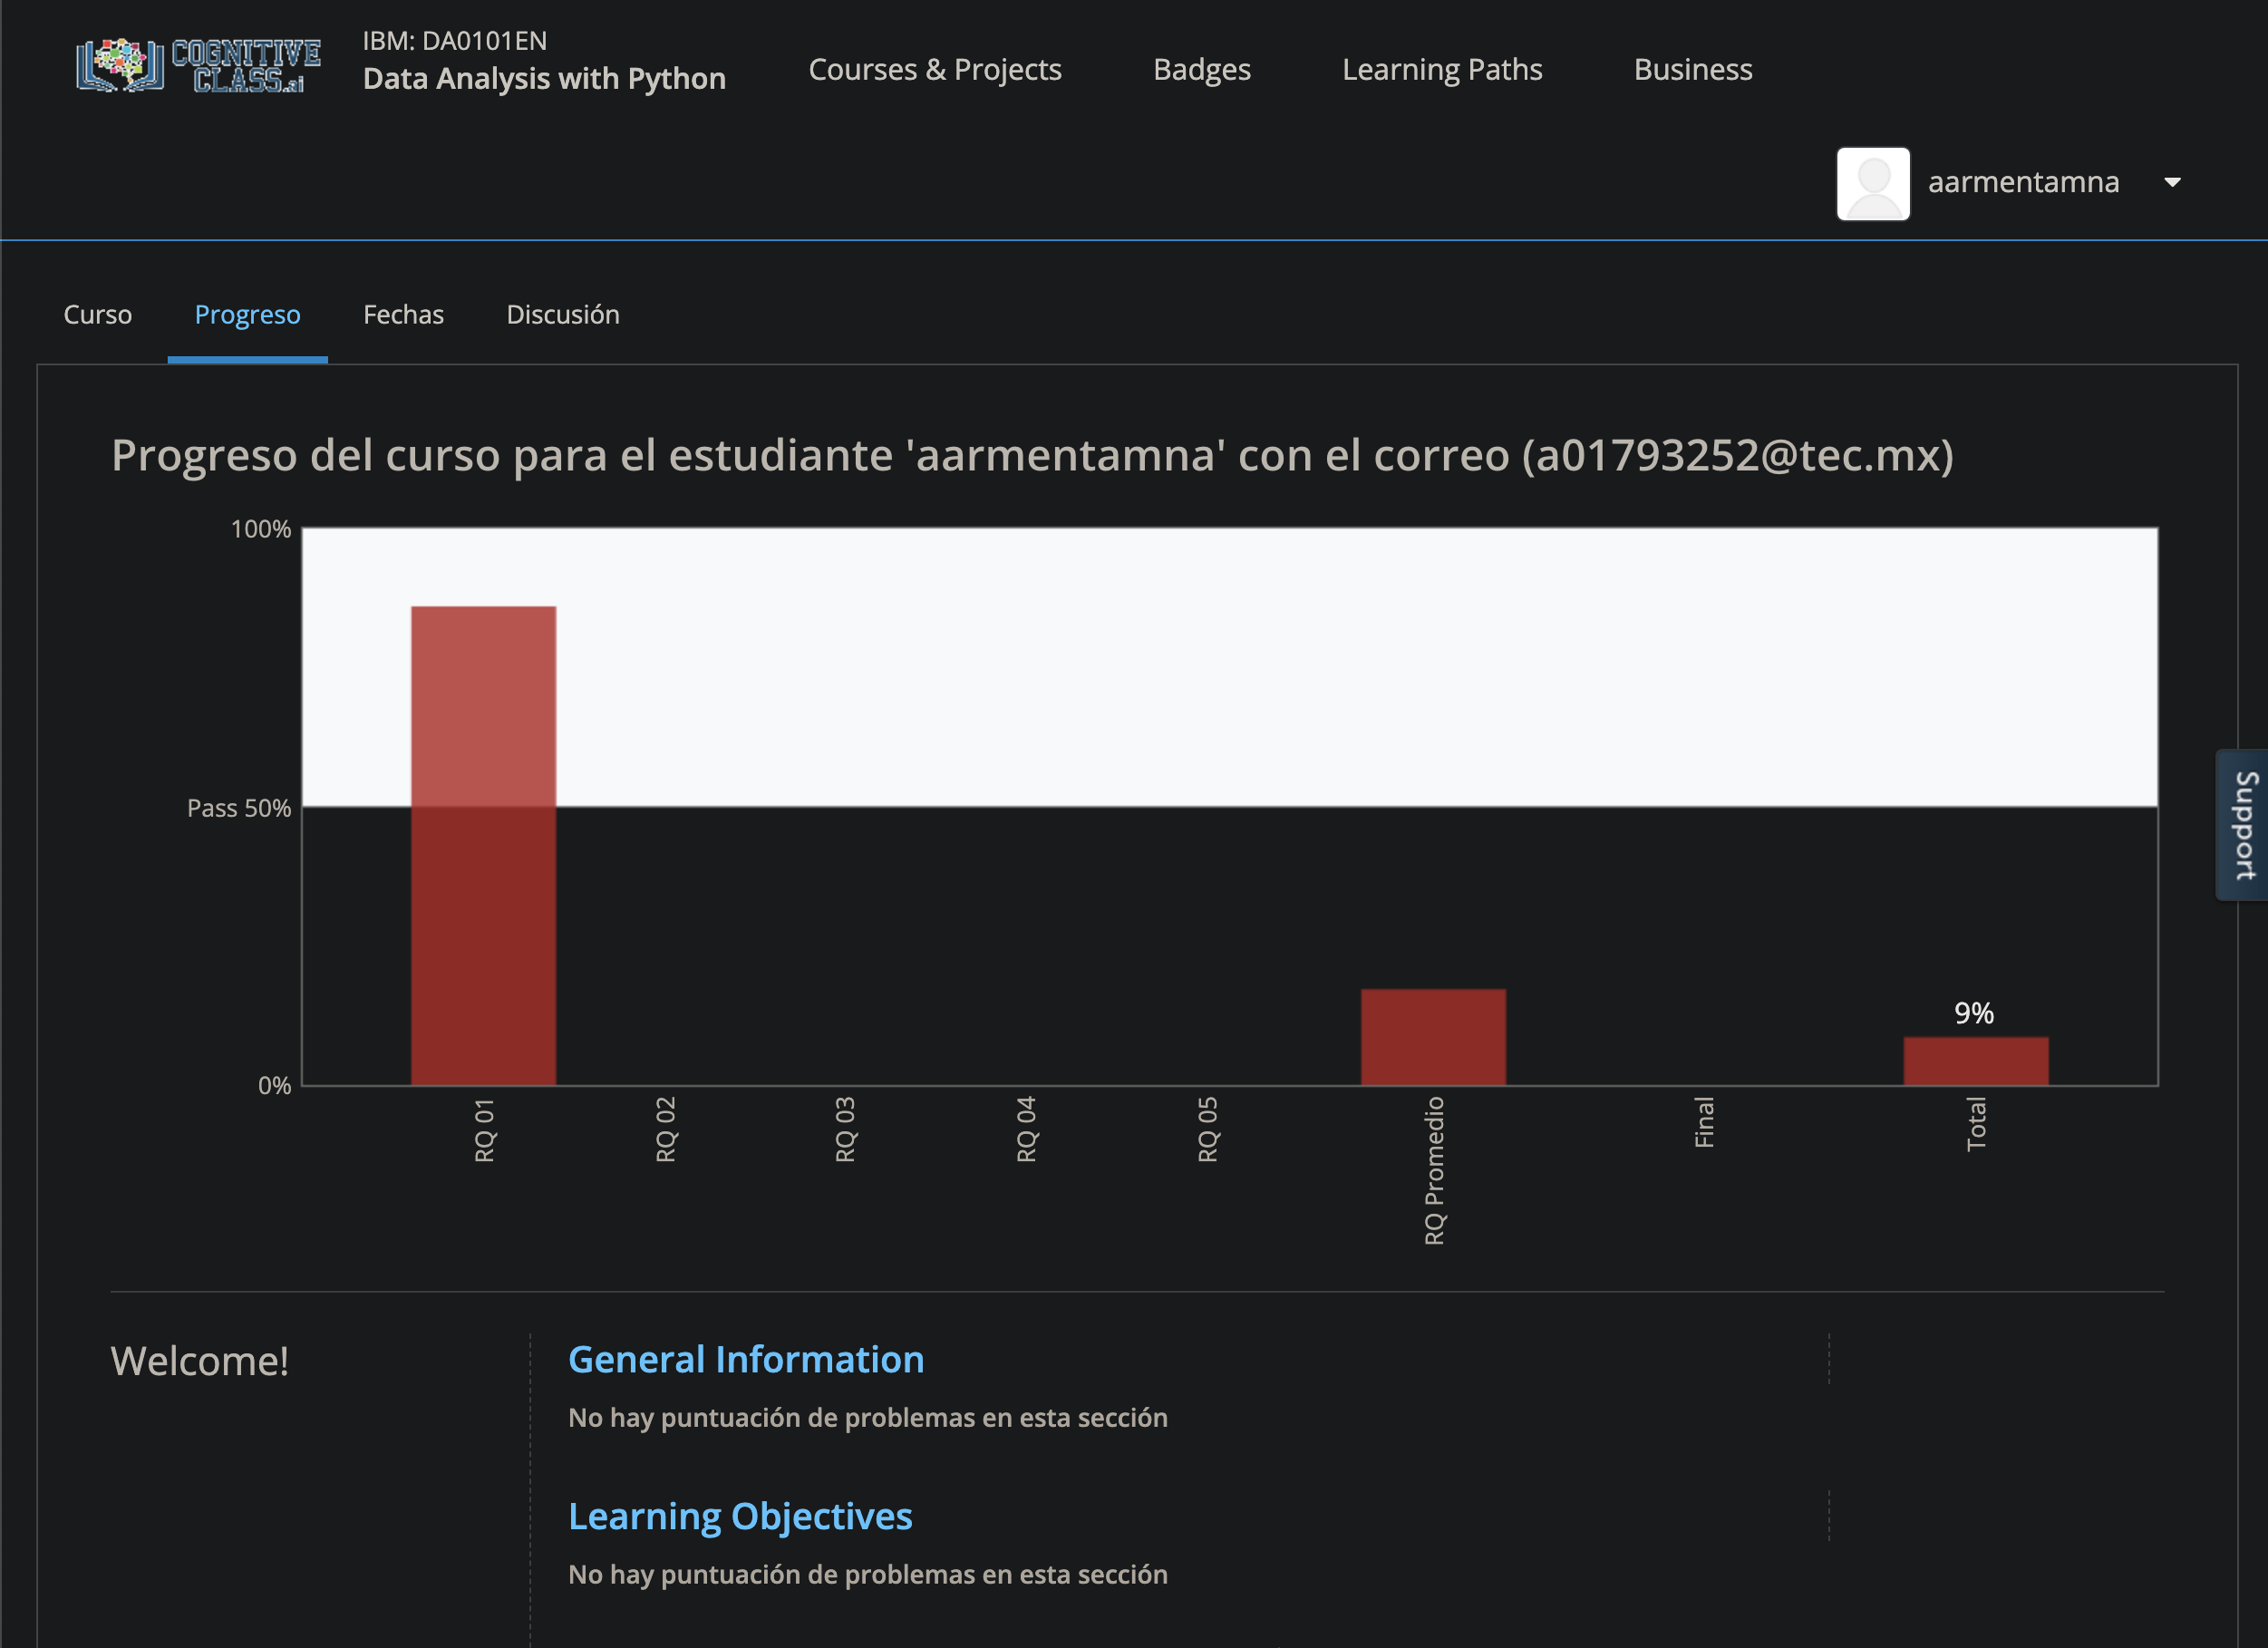 COGNITIVE
CLASS.ai
IBM: DA0101EN
Data Analysis with Python
Courses & Projects
Badges
Learning Paths
Business
aarmentamna
Curso
Progreso
Fechas
Discusión
Progreso del curso para el estudiante 'aarmentamna' con el correo (a01793252@tec.mx)
100%
Pass 50%
0%
9%
RQ 01
RQ 02
RQ 03
RQ 04
RQ 05
RQ Promedio
Final
Total
Support
Welcome!
General Information
No hay puntuación de problemas en esta sección
Learning Objectives
No hay puntuación de problemas en esta sección